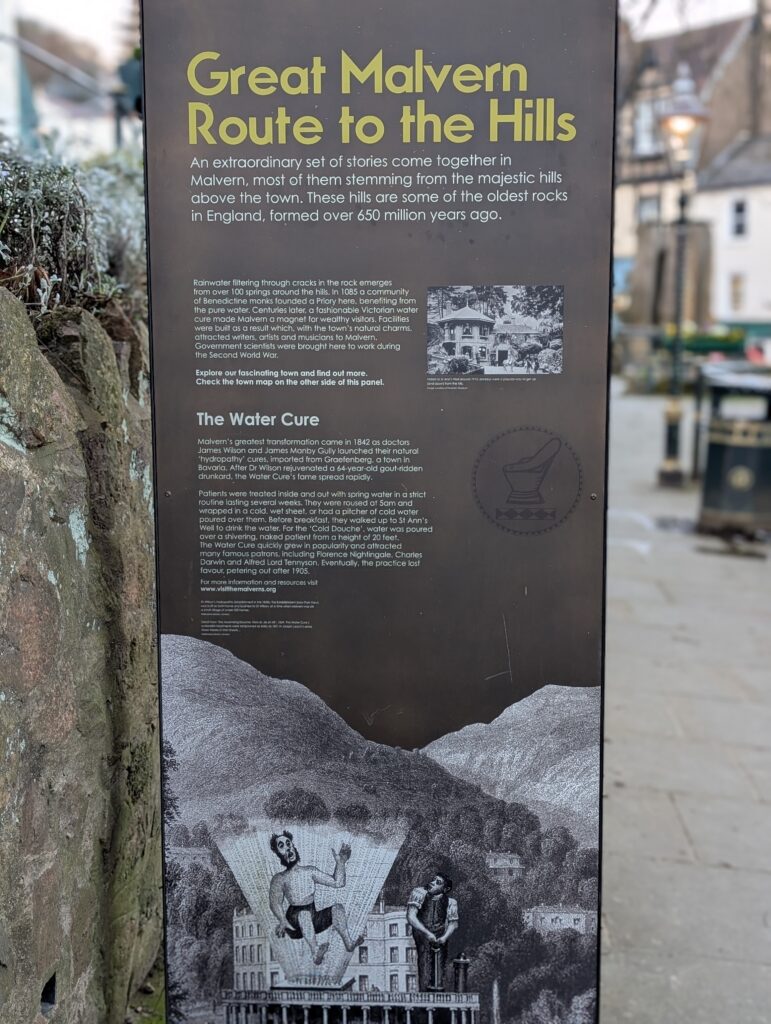 Great Malvern
Route to the Hills
An extraordinary set of stories come together in
Malvern, most of them stemming from the majestic hills
above the town. These hills are some of the oldest rocks
in England, formed over 650 million years ago.
Rainwater filtering through cracks in the rock emerges
from over 100 springs around the hills. In 1085 a community
of Benedictine monks founded a Priory here, benefiting from
the pure water. Centuries later, a fashionable Victorian water
cure made Malvern a magnet for wealthy visitors. Facilities
were built as a result which, with the town's natural charms,
attracted writers, artists and musicians to Malvern.
Government scientists were brought here to work during
the Second World War.
Explore our fascinating town and find out more.
Check the town map on the other side of this panel.
The Water Cure
Malvern's greatest transformation came in 1842 as doctors
James Wilson and James Manby Gully launched their natural
'hydropathy' cures, imported from Graefenberg, a town in
Bavaria. After Dr Wilson rejuvenated a 64-year-old gout-ridden
drunkard, the Water Cure's fame spread rapidly.
Patients were treated inside and out with spring water in a strict
routine lasting several weeks. They were roused at 5am and
wrapped in a cold, wet sheet, or had a pitcher of cold water
poured over them. Before breakfast, they walked up to St Ann's
Well to drink the water. For the 'Cold Douche', water was poured
over a shivering, naked patient from a height of 20 feet.
The Water Cure quickly grew in popularity and attracted
many famous patrons, including Florence Nightingale, Charles
Darwin and Alfred Lord Tennyson. Eventually, the practice lost
favour, petering out after 1905.
For more information and resources visit
www.visitthemalverns.org